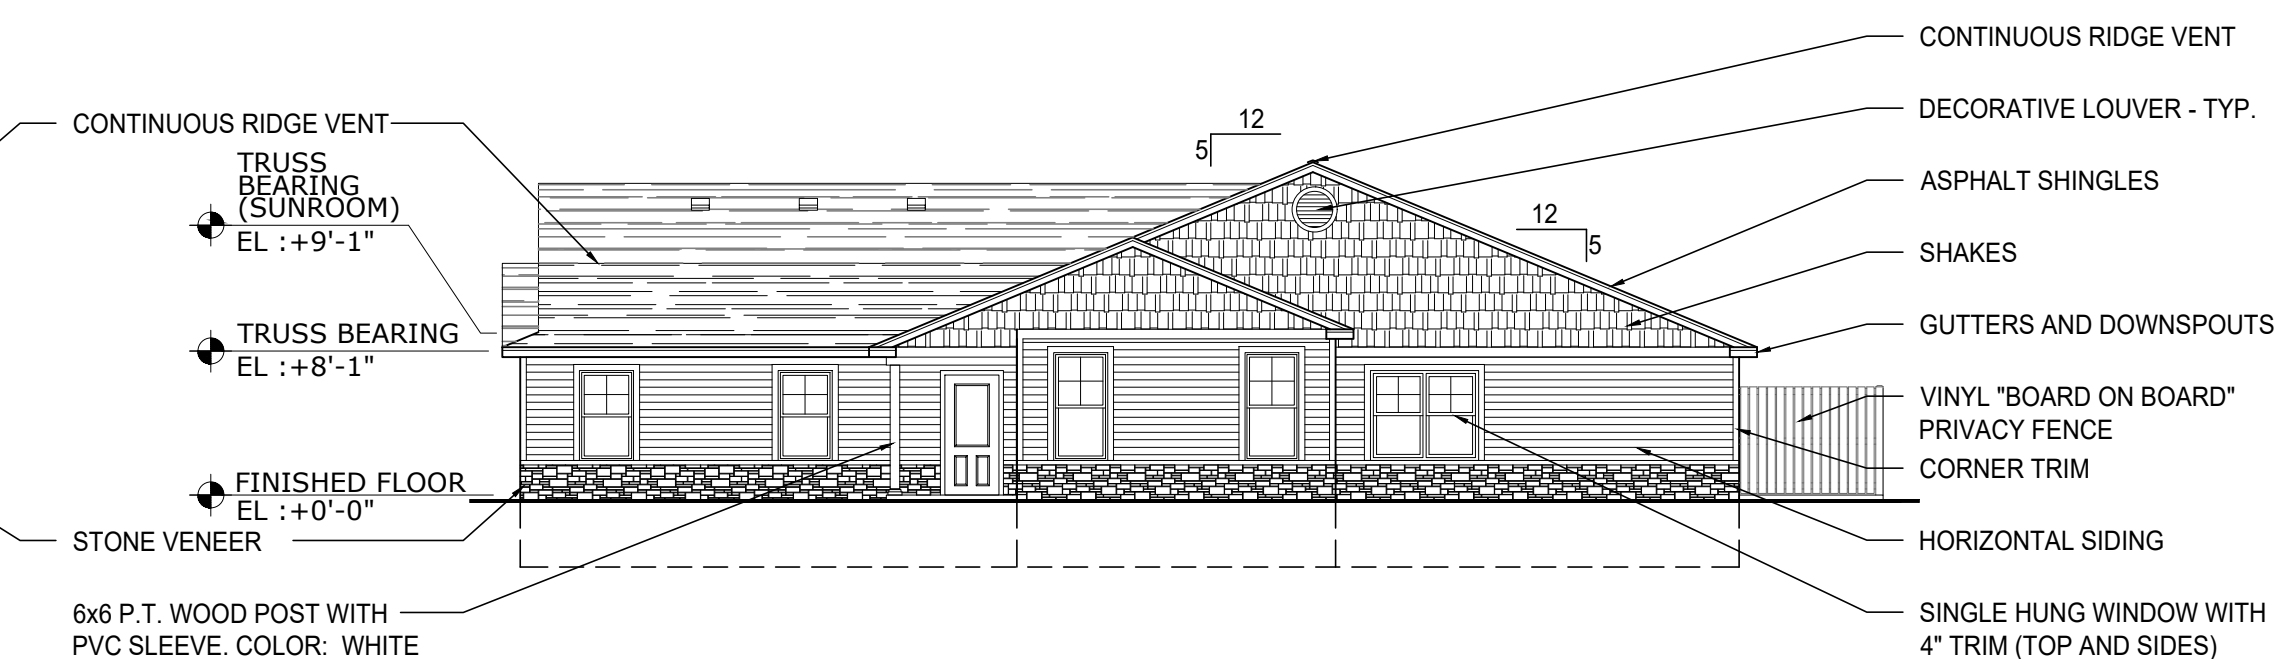 CONTINUOUS RIDGE VENT
TRUSS
BEARING
(SUNROOM)
EL :+9'-1"
TRUSS BEARING
EL :+8'-1"
FINISHED FLOOR
EL :+0'-0"
STONE VENEER
6x6 P.T. WOOD POST WITH
PVC SLEEVE. COLOR: WHITE
12
5
12
5
CONTINUOUS RIDGE VENT
DECORATIVE LOUVER - TYP.
ASPHALT SHINGLES
SHAKES
GUTTERS AND DOWNSPOUTS
VINYL "BOARD ON BOARD"
PRIVACY FENCE
CORNER TRIM
HORIZONTAL SIDING
SINGLE HUNG WINDOW WITH
4" TRIM (TOP AND SIDES)